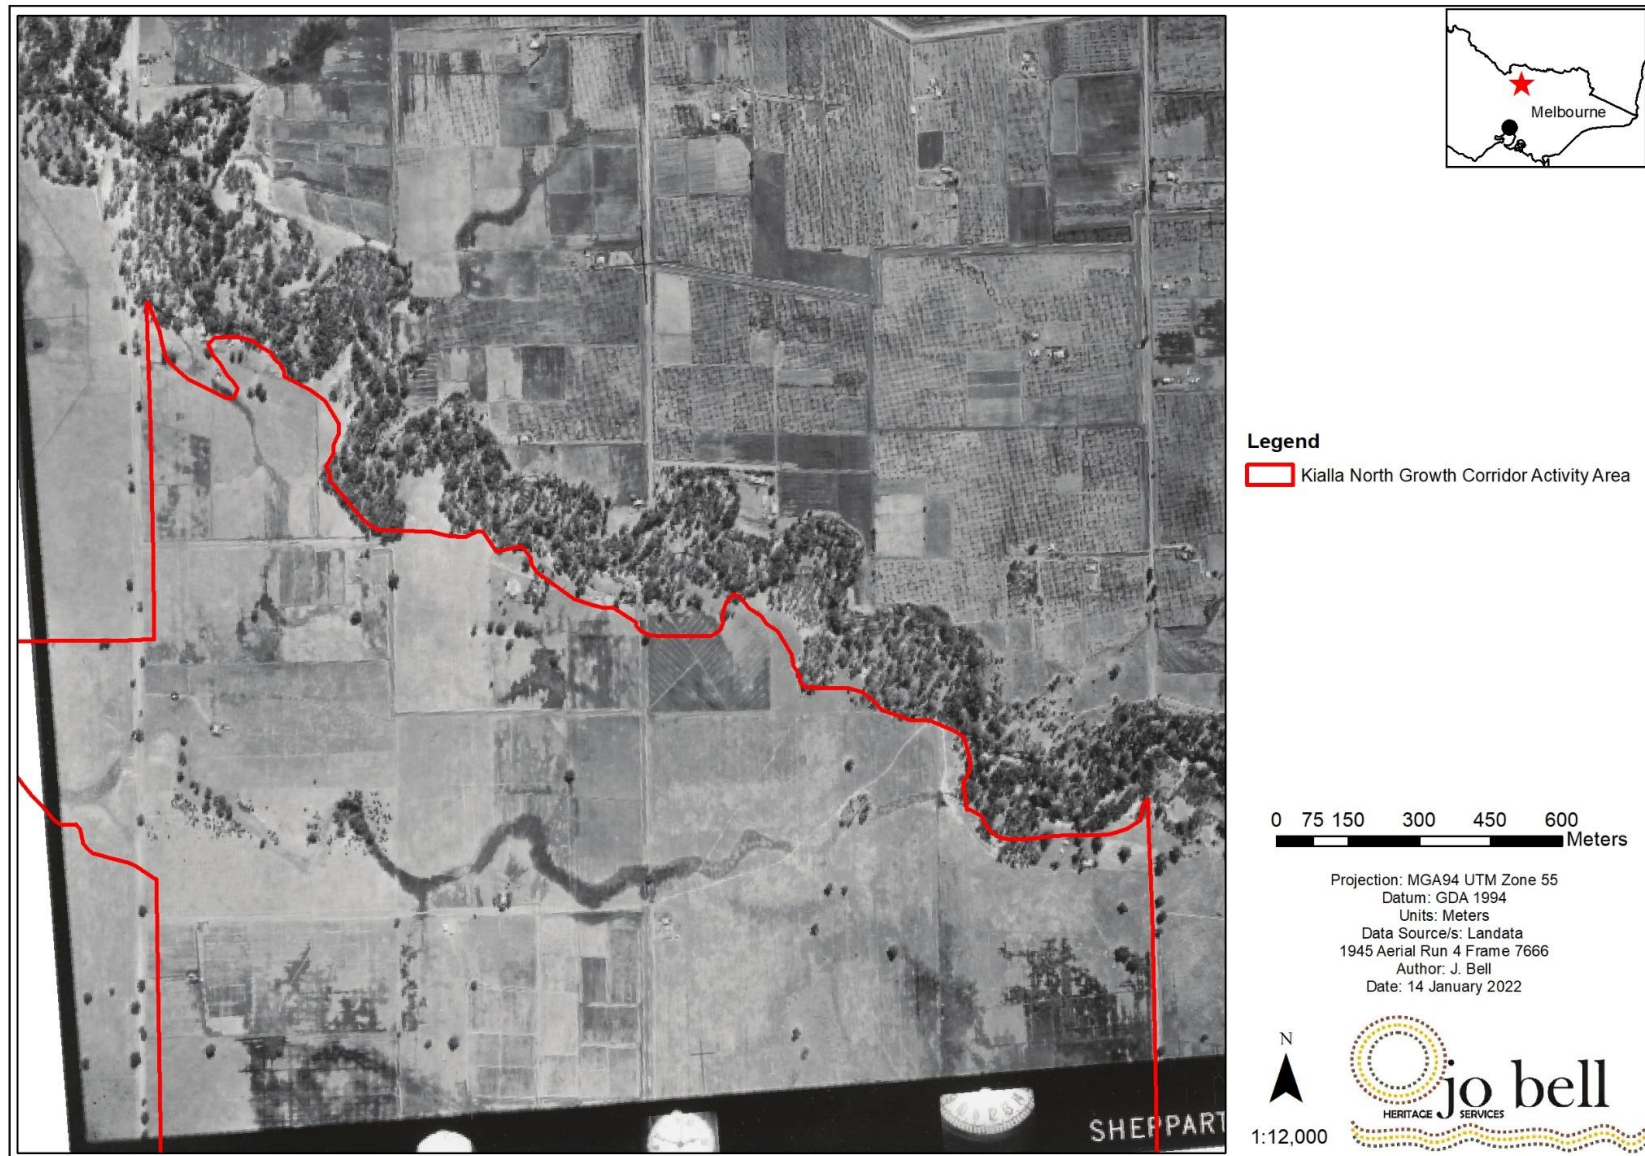 Melbourne
Legend
Kialla North Growth Corridor Activity Area
0 75 150 300 450 600
Meters
Projection: MGA94 UTM Zone 55
Datum: GDA 1994
Units: Meters
Data Source/s: Landata
1945 Aerial Run 4 Frame 7666
Author: J. Bell
Date: 14 January 2022
N
1:12,000
jo bell
HERITAGE SERVICES
SHEPPART